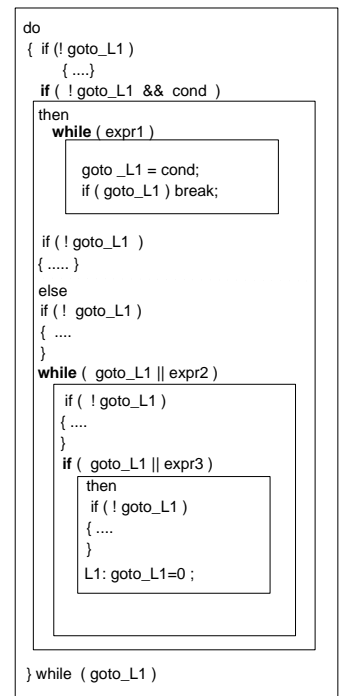 do
{ if (! goto_L1 )
{ ....}
if ( ! goto_L1 && cond )
then
while ( expr1 )
goto _L1 = cond;
if ( goto_L1 ) break;
if ( ! goto_L1 )
{ ..... }
else
if ( ! goto_L1 )
{ ....
}
while ( goto_L1 || expr2 )
if ( ! goto_L1 )
{ ....
}
if ( goto_L1 || expr3 )
then
if ( ! goto_L1 )
{ ....
}
L1: goto_L1=0 ;
} while ( goto_L1 )